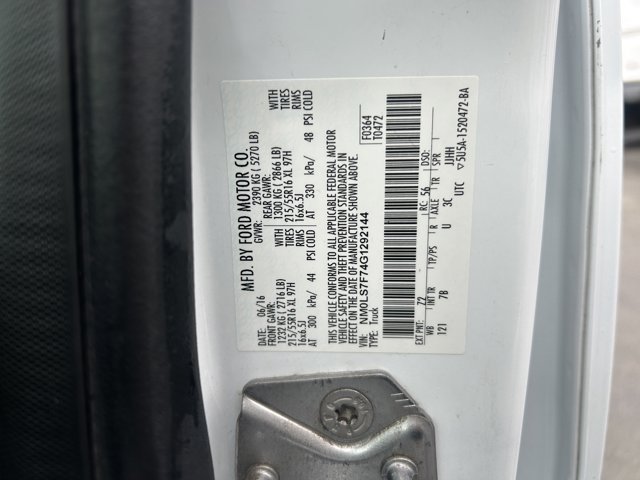 MFD. BY FORD MOTOR CO.
DATE: 06/16 GVWR: 2390 KG ( 5270 LB)
FRONT GAWR: REAR GAWR: WITH
1232 KG ( 2716 LB) 1300 KG ( 2866 LB) TIRES
215/55R16 XL 97H WITH TIRES 215/55R16 XL 97H RIMS
16x6.5J RIMS 16x6.5J
AT 300 kPa/ 44 PSI COLD AT 330 kPa/ 48 PSI COLD
THIS VEHICLE CONFORMS TO ALL APPLICABLE FEDERAL MOTOR
VEHICLE SAFETY AND THEFT PREVENTION STANDARDS IN
EFFECT ON THE DATE OF MANUFACTURE SHOWN ABOVE.
VIN: NM0LS7F74G1292144 F0364
TYPE: Truck T0472
EXT PNT: Z2 RC: 56 DSO:
WB INT TR TP/PS R AXLE TR SPR
121 7B U 3C JJHH
UTC ▽5U5A-1520472-BA